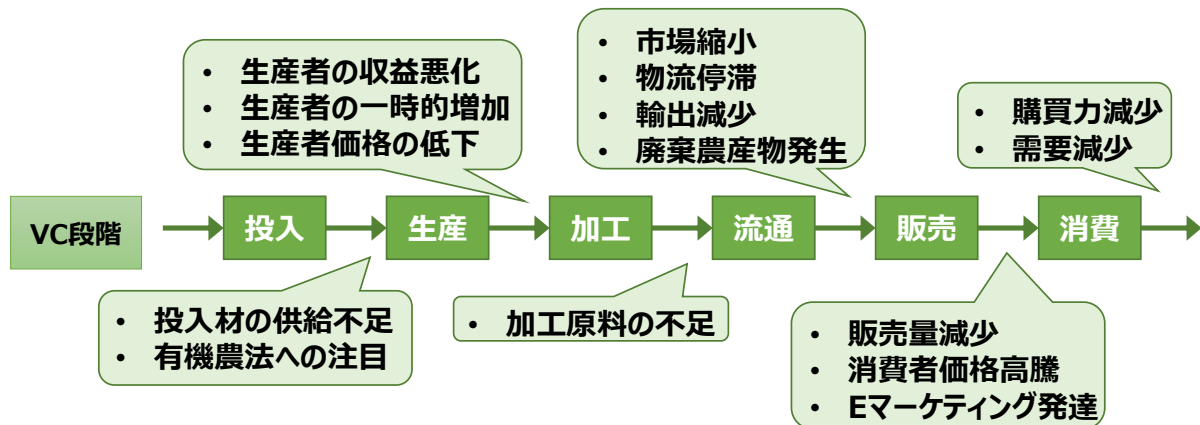 • 生産者の収益悪化
• 生産者の一時的増加
• 生産者価格の低下
• 市場縮小
• 物流停滞
• 輸出減少
• 廃棄農産物発生
• 購買力減少
• 需要減少
VC段階
投入
生産
加工
流通
販売
消費
• 投入材の供給不足
• 有機農法への注目
• 加工原料の不足
• 販売量減少
• 消費者価格高騰
• Eマーケティング発達